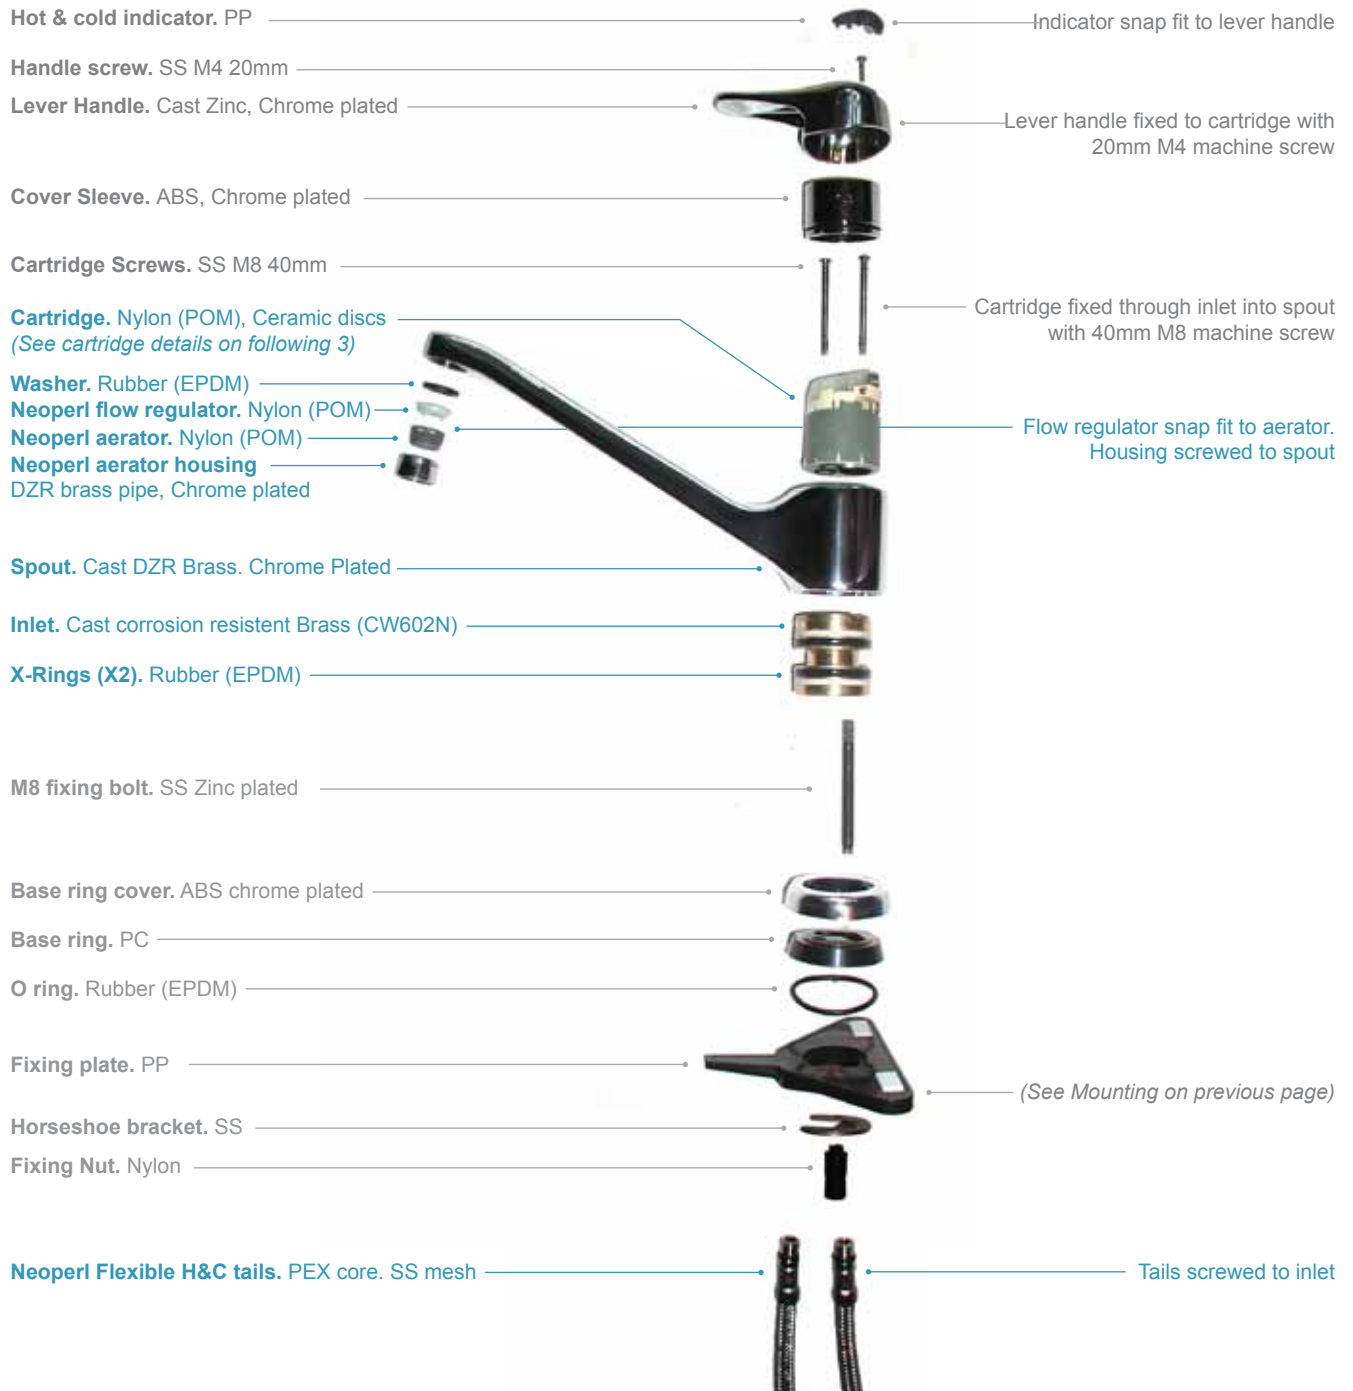 Hot & cold indicator. PP
Indicator snap fit to lever handle
Handle screw. SS M4 20mm
Lever Handle. Cast Zinc, Chrome plated
Lever handle fixed to cartridge with
20mm M4 machine screw
Cover Sleeve. ABS, Chrome plated
Cartridge Screws. SS M8 40mm
Cartridge fixed through inlet into spout
with 40mm M8 machine screw
Cartridge. Nylon (POM), Ceramic discs
(See cartridge details on following 3)
Washer. Rubber (EPDM)
Neoperl flow regulator. Nylon (POM)
Neoperl aerator. Nylon (POM)
Neoperl aerator housing
DZR brass pipe, Chrome plated
Flow regulator snap fit to aerator.
Housing screwed to spout
Spout. Cast DZR Brass. Chrome Plated
Inlet. Cast corrosion resistent Brass (CW602N)
X-Rings (X2). Rubber (EPDM)
M8 fixing bolt. SS Zinc plated
Base ring cover. ABS chrome plated
Base ring. PC
O ring. Rubber (EPDM)
Fixing plate. PP
(See Mounting on previous page)
Horseshoe bracket. SS
Fixing Nut. Nylon
Neoperl Flexible H&C tails. PEX core. SS mesh
Tails screwed to inlet